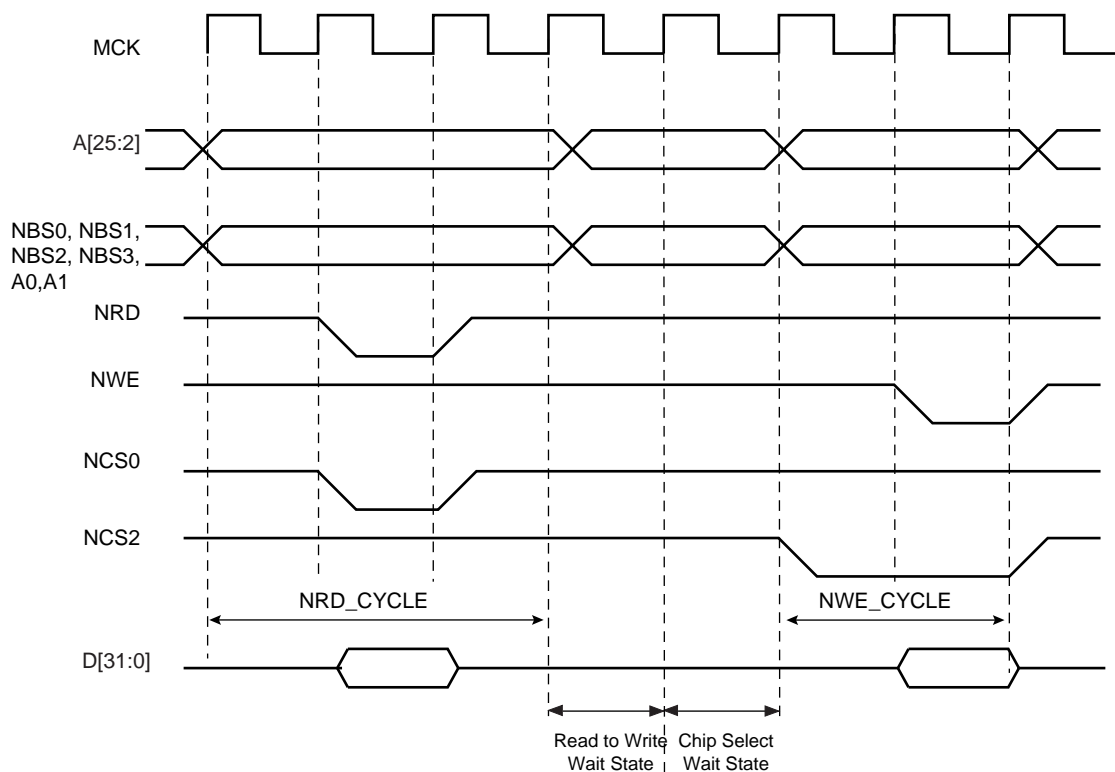 MCK
A[25:2]
NBS0, NBS1,
NBS2, NBS3,
A0,A1
NRD
NWE
NCS0
NCS2
NRD_CYCLE
NWE_CYCLE
D[31:0]
Read to Write
Wait State
Chip Select
Wait State